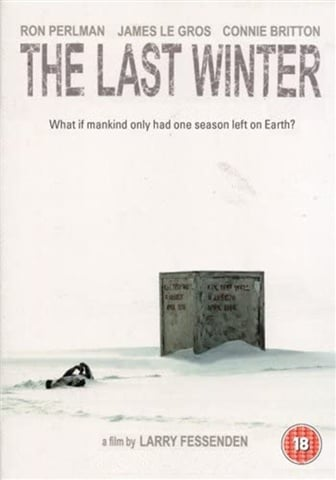 RON PERLMAN JAMES LE GROS CONNIE BRITTON
THE LAST WINTER
What if mankind only had one season left on Earth?
a film by LARRY FESSENDEN
18